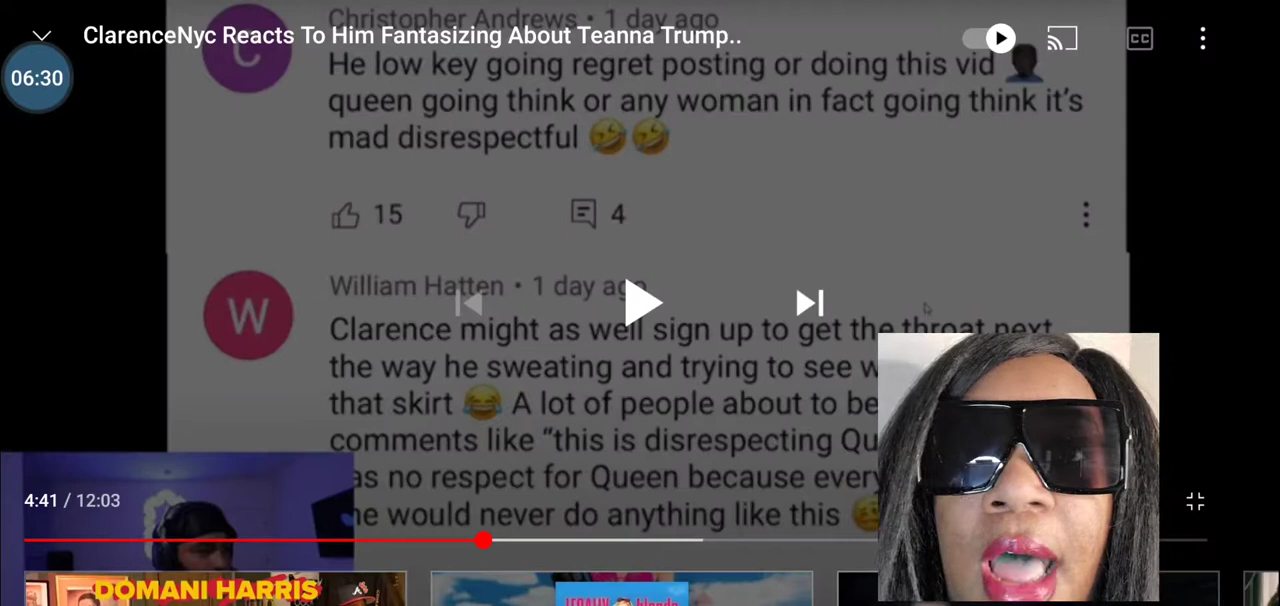 Christopher Andrews • 1 day ago
ClarenceNyc Reacts To Him Fantasizing About Teanna Trump..
CC
06:30
C
He low key going regret posting or doing this vid
queen going think or any woman in fact going think it's
mad disrespectful 🤣🤣
15
4
William Hatten • 1 day ago
W
Clarence might as well sign up to get the throat next
the way he sweating and trying to see
that skirt 😂 A lot of people about to be
comments like “this is disrespecting
no respect for Queen because
would never do anything like this
4:41 / 12:03
DOMANI HARRIS
LEGALLY blonde